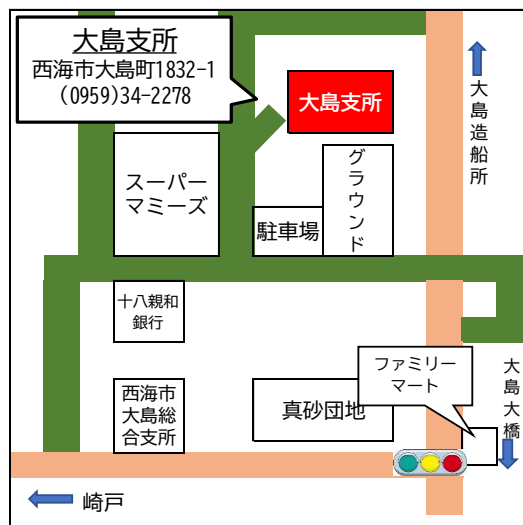 大島支所
西海市大島町1832-1
(0959)34-2278
大島支所
大島造船所
スーパー
マミーズ
グラウンド
駐車場
十八親和
銀行
ファミリー
マート
大島大橋
西海市
大島総
合支所
真砂団地
崎戸